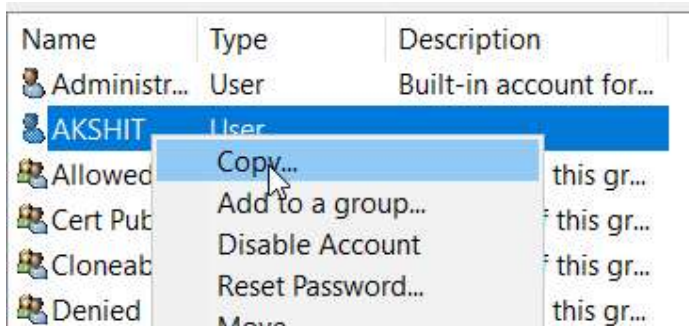 Name Type Description
Administr... User Built-in account for...
AKSHIT User
Copy...
Allowed this gr...
Add to a group...
Cert Pub f this gr...
Disable Account
Cloneab f this gr...
Reset Password...
Denied this gr...
Move...